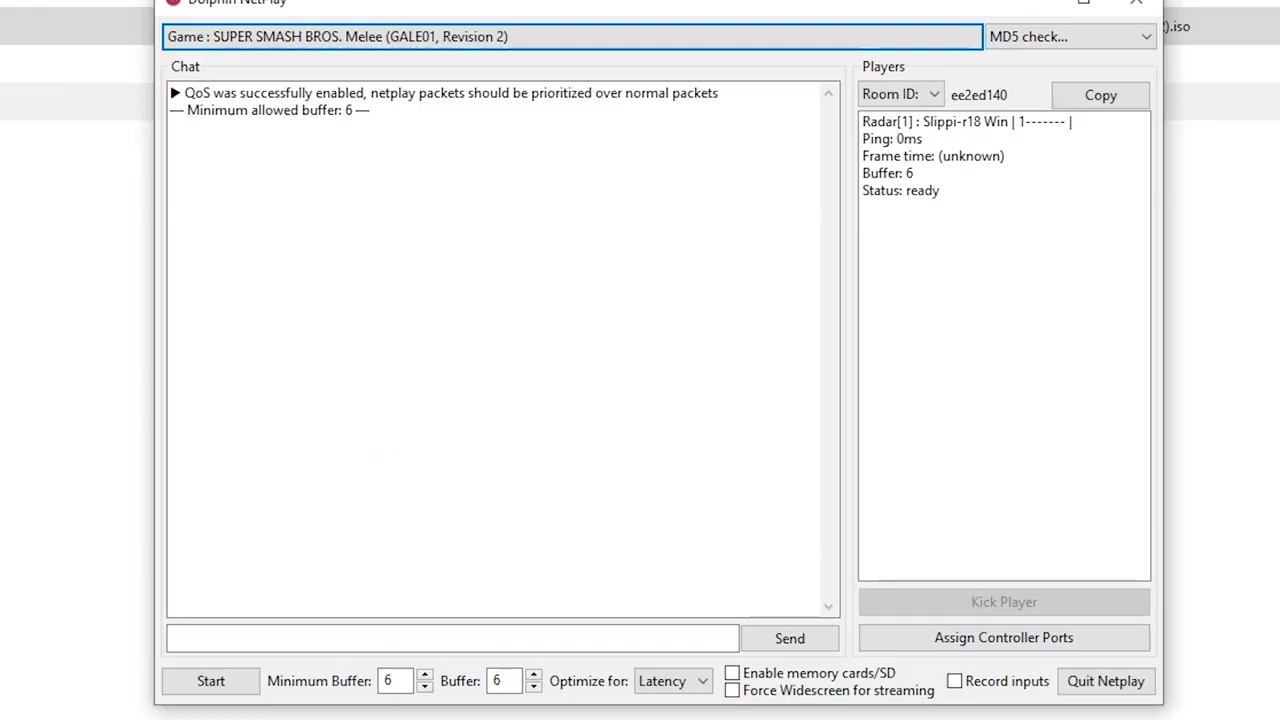 Dolphin NetPlay
Game : SUPER SMASH BROS. Melee (GALE01, Revision 2)
MD5 check...
).iso
Chat
Players
▶ QoS was successfully enabled, netplay packets should be prioritized over normal packets
— Minimum allowed buffer: 6 —
Room ID:
ee2ed140
Copy
Radar[1] : Slippi-r18 Win | 1------- |
Ping: 0ms
Frame time: (unknown)
Buffer: 6
Status: ready
Kick Player
Send
Assign Controller Ports
Start
Minimum Buffer:
6
Buffer:
6
Optimize for:
Latency
Enable memory cards/SD
Force Widescreen for streaming
Record inputs
Quit Netplay